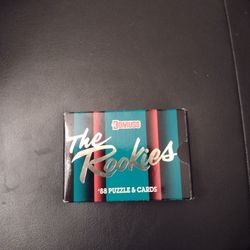 DONRUSS
The
Rookies
'88 PUZZLE & CARDS